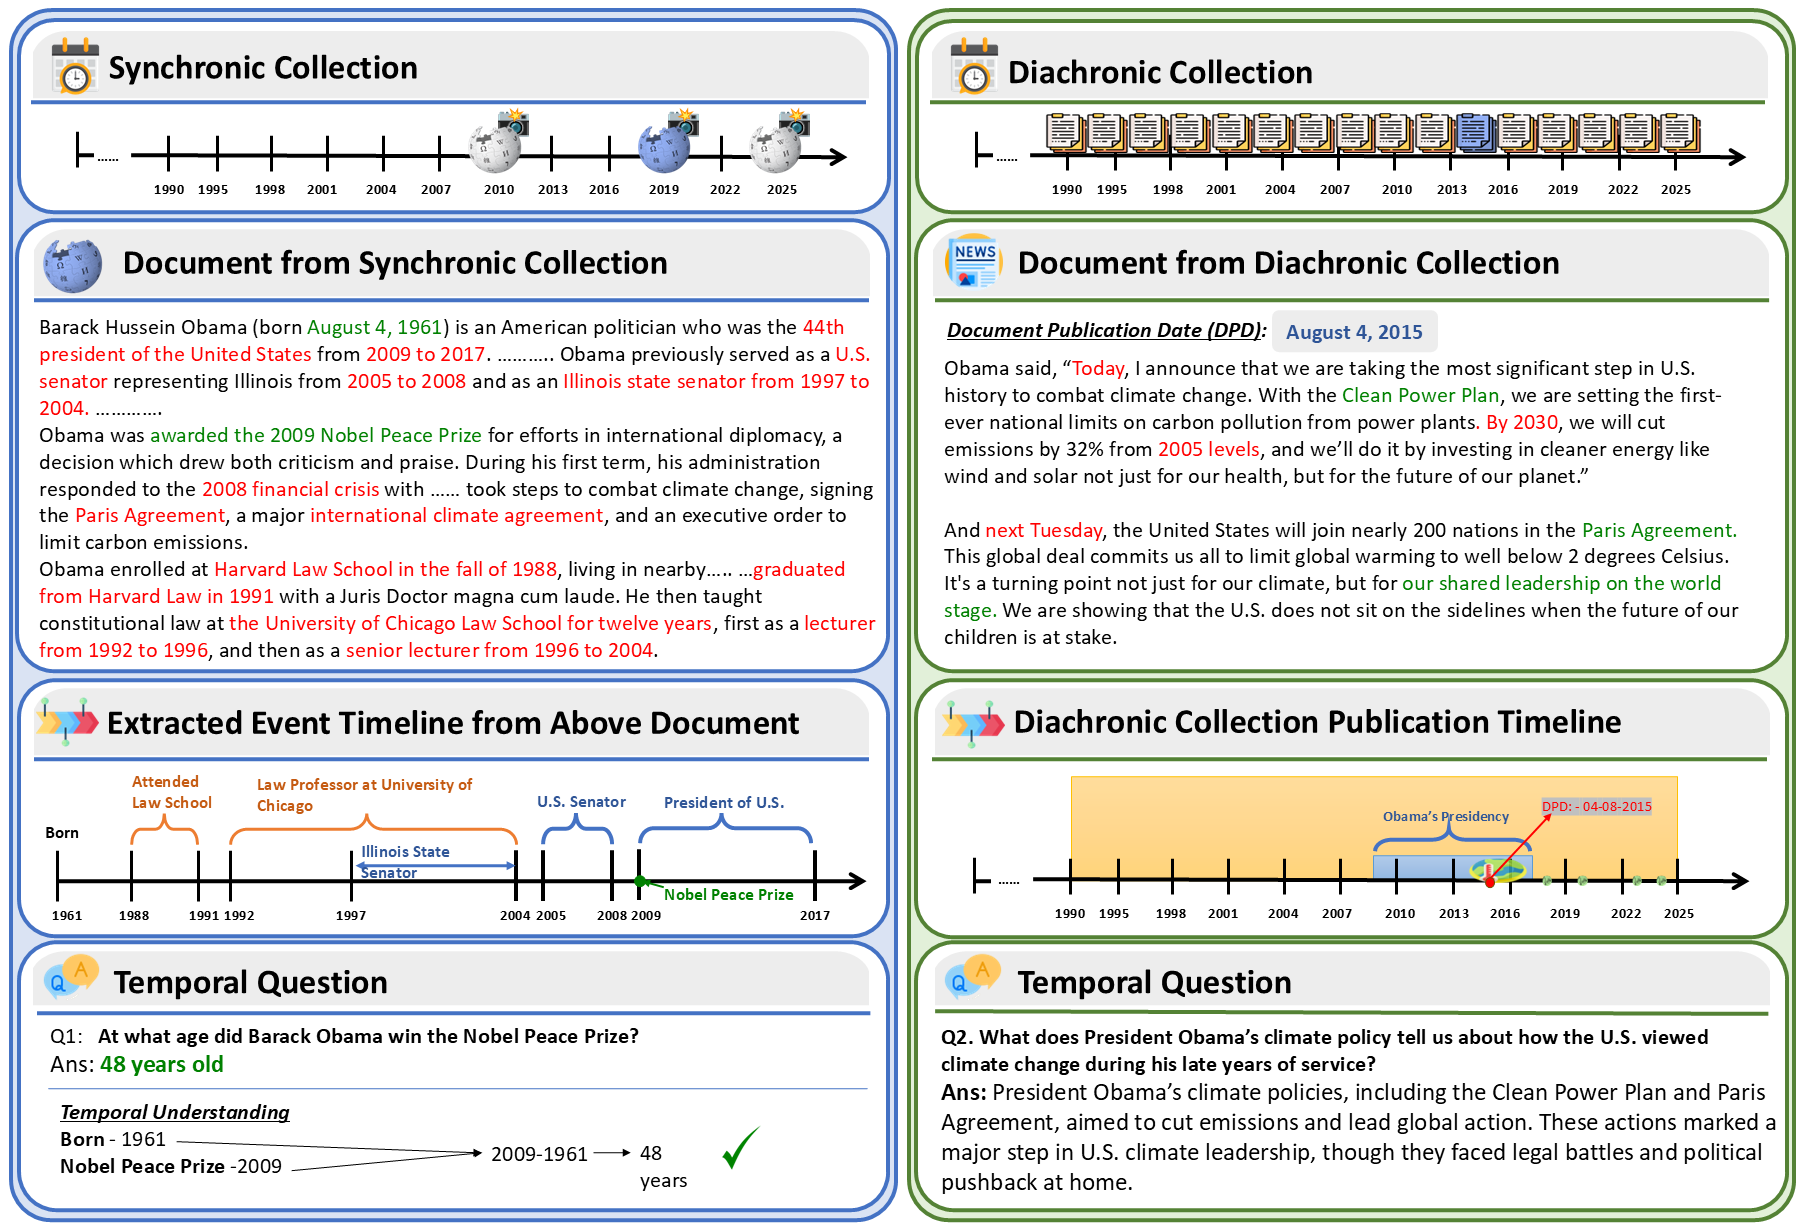 Synchronic Collection
......
1990 1995 1998 2001 2004 2007 2010 2013 2016 2019 2022 2025
Document from Synchronic Collection
Barack Hussein Obama (born August 4, 1961) is an American politician who was the 44th
president of the United States from 2009 to 2017. ……….. Obama previously served as a U.S.
senator representing Illinois from 2005 to 2008 and as an Illinois state senator from 1997 to
2004. ………….
Obama was awarded the 2009 Nobel Peace Prize for efforts in international diplomacy, a
decision which drew both criticism and praise. During his first term, his administration
responded to the 2008 financial crisis with …… took steps to combat climate change, signing
the Paris Agreement, a major international climate agreement, and an executive order to
limit carbon emissions.
Obama enrolled at Harvard Law School in the fall of 1988, living in nearby….. …graduated
from Harvard Law in 1991 with a Juris Doctor magna cum laude. He then taught
constitutional law at the University of Chicago Law School for twelve years, first as a lecturer
from 1992 to 1996, and then as a senior lecturer from 1996 to 2004.
Extracted Event Timeline from Above Document
Attended
Law School
Law Professor at University of
Chicago
U.S. Senator
President of U.S.
Born
Illinois State
Senator
Nobel Peace Prize
1961 1988 1991 1992 1997 2004 2005 2008 2009 2017
Q A
Temporal Question
Q1: At what age did Barack Obama win the Nobel Peace Prize?
Ans: 48 years old
Temporal Understanding
Born - 1961
Nobel Peace Prize -2009
2009-1961
48
years
Diachronic Collection
......
1990 1995 1998 2001 2004 2007 2010 2013 2016 2019 2022 2025
NEWS
Document from Diachronic Collection
Document Publication Date (DPD): August 4, 2015
Obama said, “Today, I announce that we are taking the most significant step in U.S.
history to combat climate change. With the Clean Power Plan, we are setting the first-
ever national limits on carbon pollution from power plants. By 2030, we will cut
emissions by 32% from 2005 levels, and we’ll do it by investing in cleaner energy like
wind and solar not just for our health, but for the future of our planet.”
And next Tuesday, the United States will join nearly 200 nations in the Paris Agreement.
This global deal commits us all to limit global warming to well below 2 degrees Celsius.
It's a turning point not just for our climate, but for our shared leadership on the world
stage. We are showing that the U.S. does not sit on the sidelines when the future of our
children is at stake.
Diachronic Collection Publication Timeline
DPD: - 04-08-2015
Obama’s Presidency
......
1990 1995 1998 2001 2004 2007 2010 2013 2016 2019 2022 2025
Q A
Temporal Question
Q2. What does President Obama’s climate policy tell us about how the U.S. viewed
climate change during his late years of service?
Ans: President Obama’s climate policies, including the Clean Power Plan and Paris
Agreement, aimed to cut emissions and lead global action. These actions marked a
major step in U.S. climate leadership, though they faced legal battles and political
pushback at home.